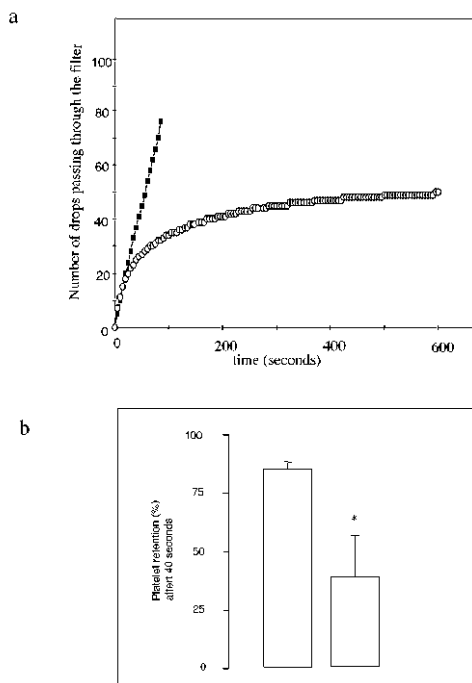 a
Number of drops passing through the filter
100
80
60
40
20
0
0
200
400
600
time (seconds)
b
Platelet retention (%)
aftert 40 seconds
100
75
50
25
0
*